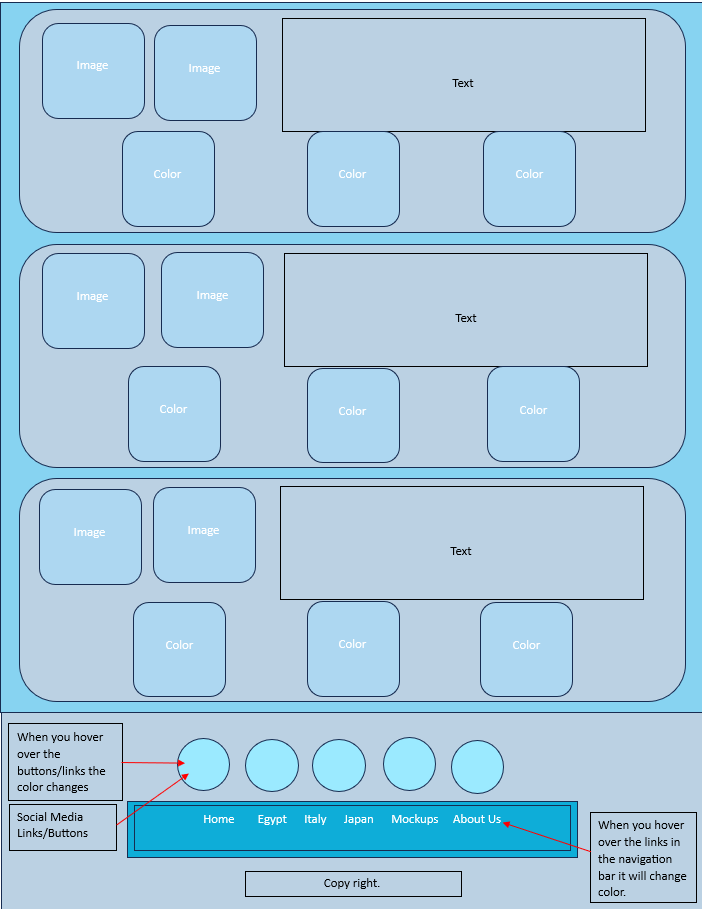 Image
Image
Text
Color
Color
Color
Image
Image
Text
Color
Color
Color
Image
Image
Text
Color
Color
Color
When you hover
over the
buttons/links the
color changes
Social Media
Links/Buttons
Home Egypt Italy Japan Mockups About Us
When you hover
over the links in
the navigation
bar it will change
color.
Copy right.